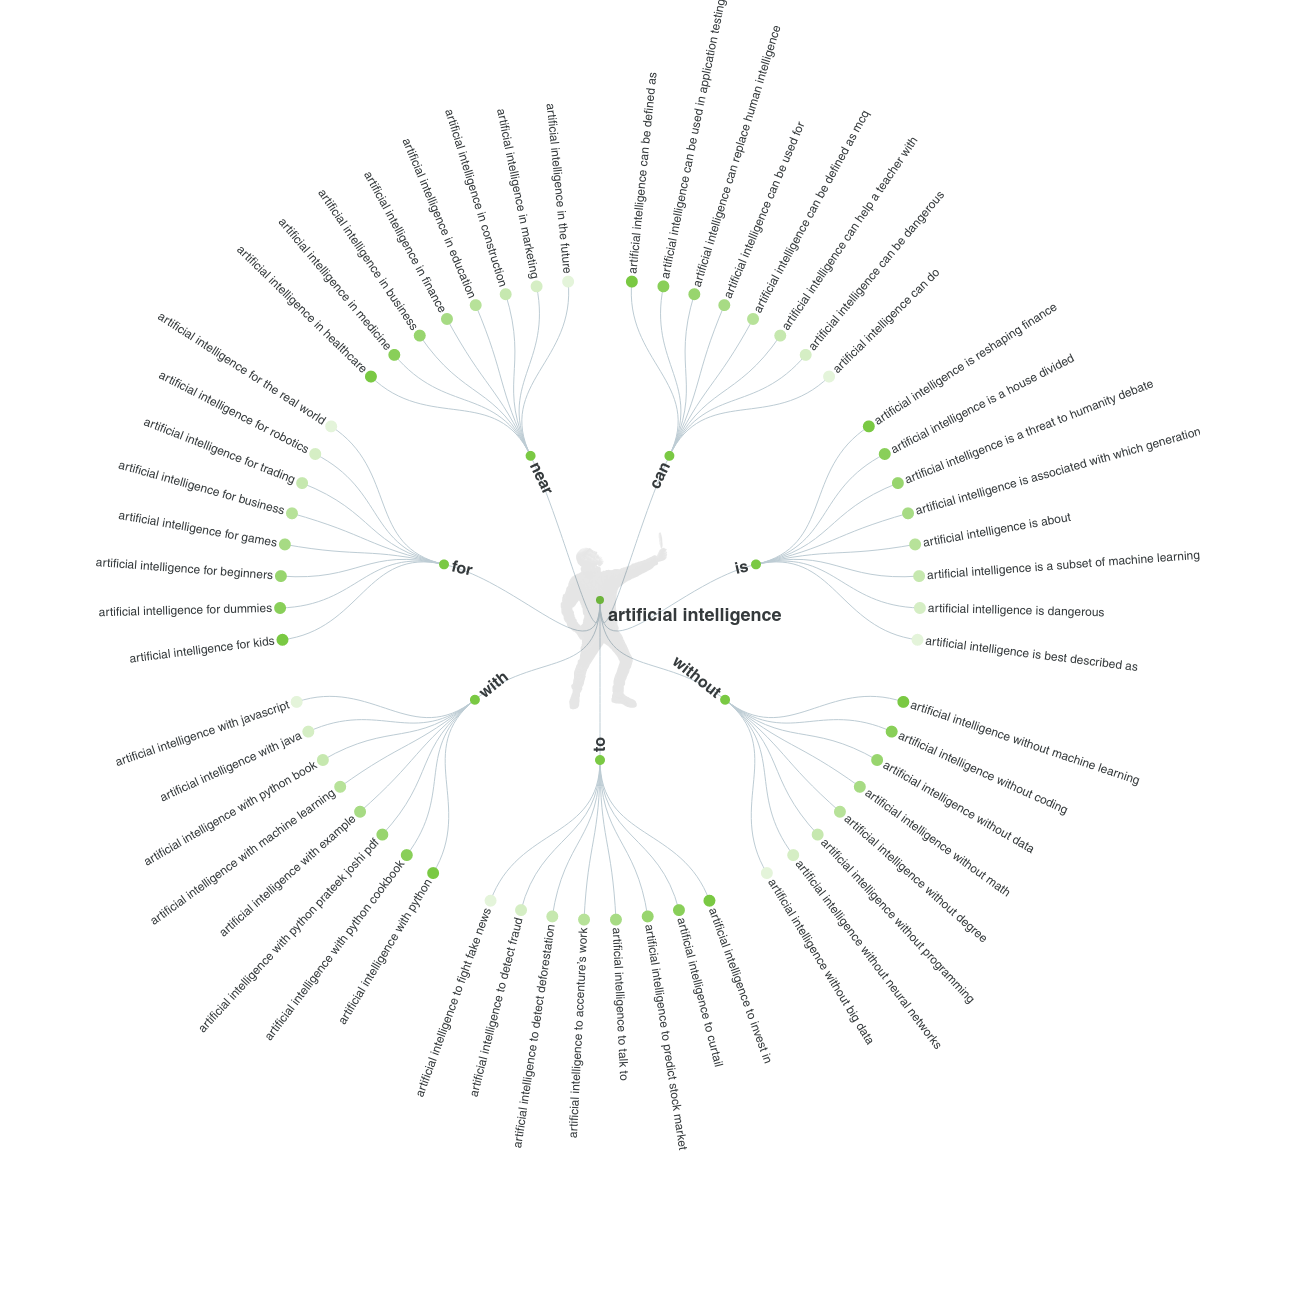 artificial intelligence
near
artificial intelligence in healthcare
artificial intelligence in medicine
artificial intelligence in business
artificial intelligence in finance
artificial intelligence in education
artificial intelligence in construction
artificial intelligence in marketing
artificial intelligence in the future
can
artificial intelligence can be defined as
artificial intelligence can be used in application testing
artificial intelligence can replace human intelligence
artificial intelligence can be used for
artificial intelligence can be defined as mcq
artificial intelligence can help a teacher with
artificial intelligence can be dangerous
artificial intelligence can do
is
artificial intelligence is reshaping finance
artificial intelligence is a house divided
artificial intelligence is a threat to humanity debate
artificial intelligence is associated with which generation
artificial intelligence is about
artificial intelligence is a subset of machine learning
artificial intelligence is dangerous
artificial intelligence is best described as
without
artificial intelligence without machine learning
artificial intelligence without coding
artificial intelligence without data
artificial intelligence without math
artificial intelligence without degree
artificial intelligence without programming
artificial intelligence without neural networks
artificial intelligence without big data
to
artificial intelligence to invest in
artificial intelligence to curtail
artificial intelligence to predict stock market
artificial intelligence to talk to
artificial intelligence to accenture's work
artificial intelligence to detect deforestation
artificial intelligence to detect fraud
artificial intelligence to fight fake news
with
artificial intelligence with python
artificial intelligence with python cookbook
artificial intelligence with python prateek joshi pdf
artificial intelligence with example
artificial intelligence with machine learning
artificial intelligence with python book
artificial intelligence with java
artificial intelligence with javascript
for
artificial intelligence for kids
artificial intelligence for dummies
artificial intelligence for beginners
artificial intelligence for games
artificial intelligence for business
artificial intelligence for trading
artificial intelligence for robotics
artificial intelligence for the real world